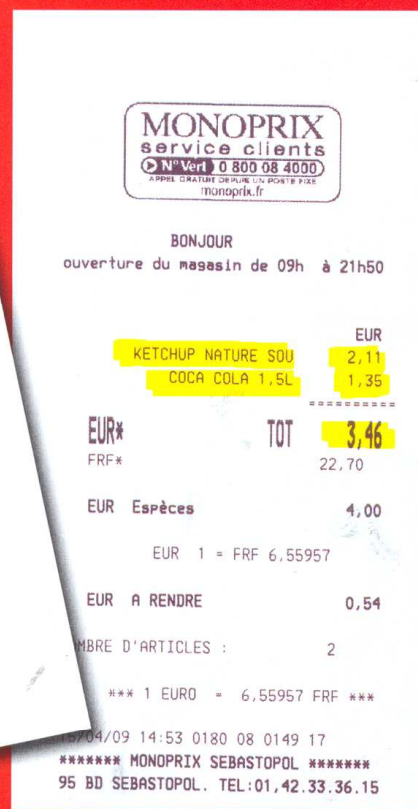 MONOPRIX
service clients
N° Vert 0 800 08 4000
APPEL GRATUIT DEPUIS UN POSTE FIXE
monoprix.fr
BONJOUR
ouverture du magasin de 09h à 21h50
EUR
KETCHUP NATURE SOU 2,11
COCA COLA 1,5L 1,35
==========
EUR* TOT 3,46
FRF* 22,70
EUR Espèces 4,00
EUR 1 = FRF 6,55957
EUR A RENDRE 0,54
MBRE D'ARTICLES : 2
*** 1 EURO = 6,55957 FRF ***
/04/09 14:53 0180 08 0149 17
******* MONOPRIX SEBASTOPOL *******
95 BD SEBASTOPOL. TEL:01,42.33.36.15